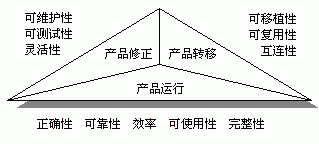 可维护性
可测试性
灵活性
可移植性
可复用性
互连性
产品修正
产品转移
产品运行
正确性 可靠性 效率 可使用性 完整性